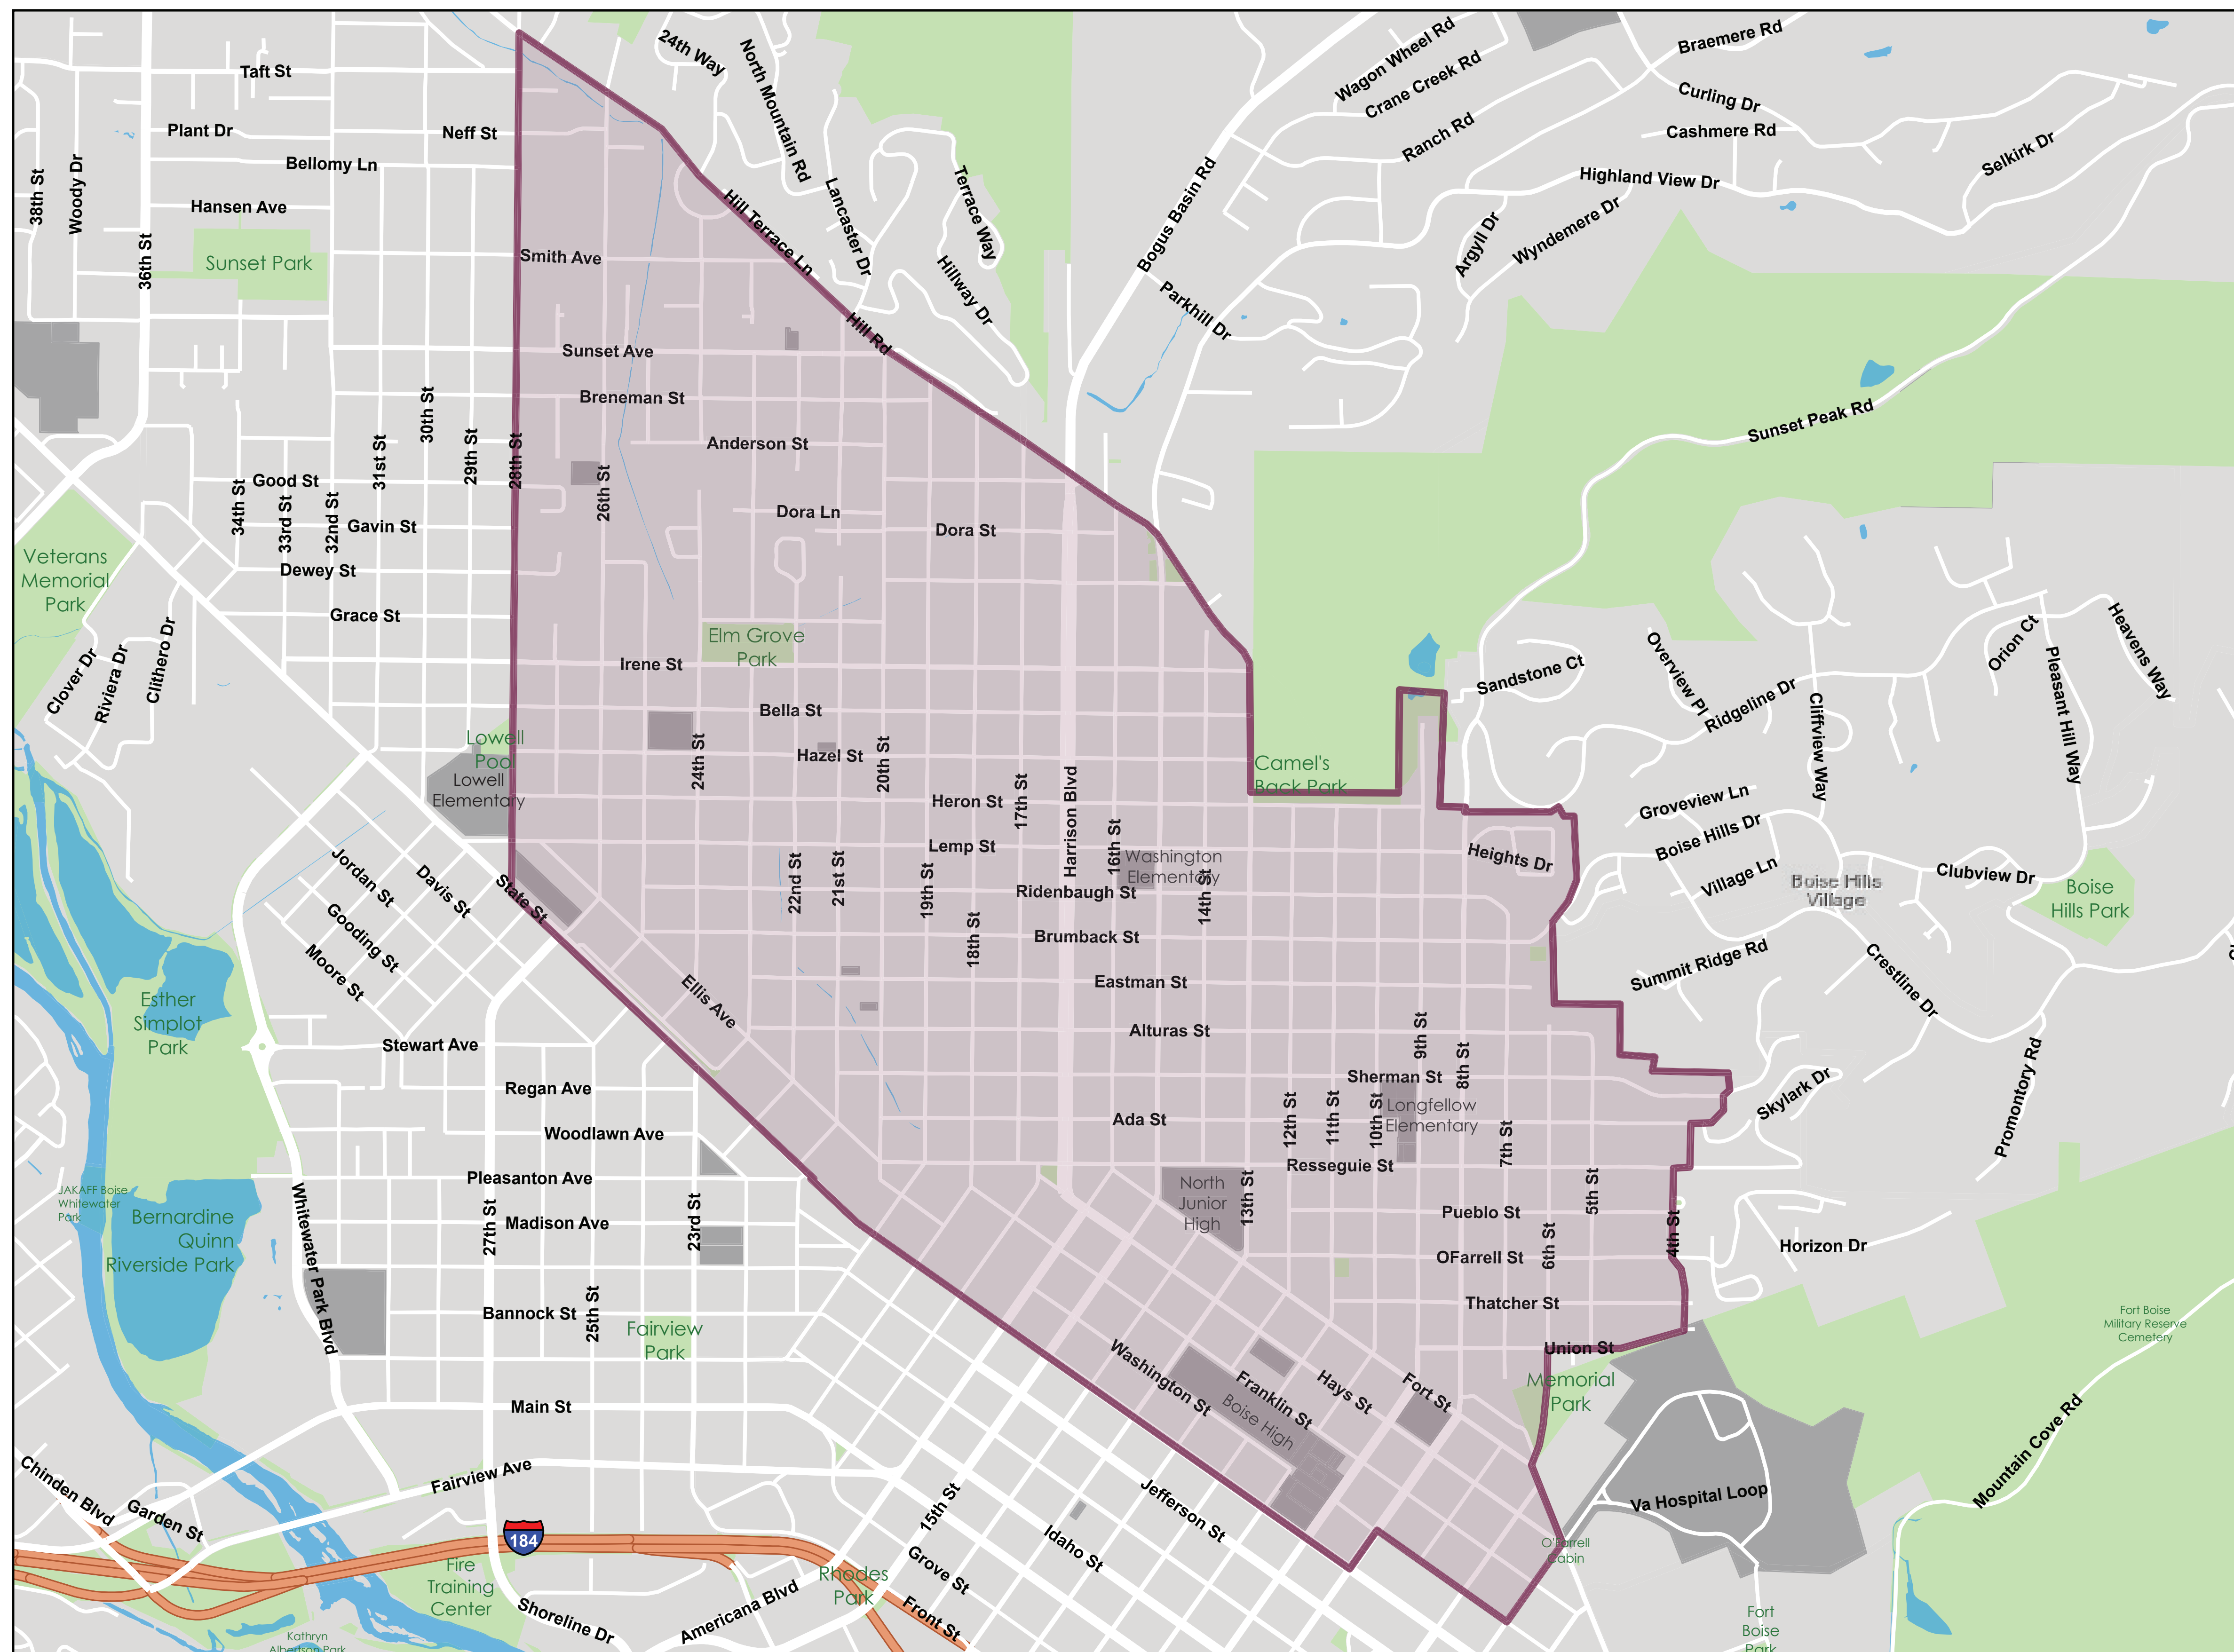 24th Way
North Mountain Rd
Wagon Wheel Rd
Braemere Rd
Taft St
Crane Creek Rd
Curling Dr
Plant Dr
Neff St
Ranch Rd
Cashmere Rd
Bellomy Ln
Selkirk Dr
38th St
Woody Dr
Hansen Ave
Lancaster Dr
Terrace Way
Bogus Basin Rd
Highland View Dr
36th St
Hill Terrace Ln
Argyll Dr
Wyndemere Dr
Sunset Park
Smith Ave
Hillway Dr
Parkhill Dr
Hill Rd
Sunset Ave
30th St
Breneman St
Sunset Peak Rd
31st St
29th St
28th St
Anderson St
Good St
34th St
33rd St
32nd St
26th St
Gavin St
Dora Ln
Dora St
Veterans
Memorial
Park
Dewey St
Grace St
Clover Dr
Riviera Dr
Clithero Dr
Elm Grove
Park
Irene St
Sandstone Ct
Overview Pl
Ridgeline Dr
Orion Ct
Heavens Way
Pleasant Hill Way
Cliffview Way
Bella St
Lowell
Pool
24th St
Hazel St
20th St
Camel's
Back Park
Lowell
Elementary
Heron St
17th St
Harrison Blvd
Groveview Ln
Boise Hills Dr
Lemp St
16th St
Washington
Elementary
Heights Dr
Jordan St
Davis St
State St
22nd St
21st St
19th St
Ridenbaugh St
14th St
Village Ln
Boise Hills
Village
Clubview Dr
Boise
Hills Park
Gooding St
Moore St
18th St
Brumback St
Summit Ridge Rd
Crestline Dr
Esther
Simplot
Park
Ellis Ave
Eastman St
Alturas St
9th St
8th St
Stewart Ave
Regan Ave
Sherman St
Skylark Dr
Promontory Rd
Woodlawn Ave
Ada St
12th St
11th St
10th St
Longfellow
Elementary
7th St
Pleasanton Ave
Resseguie St
5th St
JAKAFF Boise
Whitewater
Park
Bernardine
Quinn
Riverside Park
Whitewater Park Blvd
27th St
Madison Ave
23rd St
North
Junior
High
13th St
Pueblo St
6th St
4th St
OFarrell St
Horizon Dr
Bannock St
25th St
Thatcher St
Fairview
Park
Fort Boise
Military Reserve
Cemetery
Washington St
Franklin St
Hays St
Fort St
Union St
Memorial
Park
Boise High
Main St
Mountain Cove Rd
Chinden Blvd
Garden St
Fairview Ave
15th St
Jefferson St
Va Hospital Loop
184
Idaho St
O'Farrell
Cabin
Fire
Training
Center
Shoreline Dr
Americana Blvd
Rhodes
Park
Grove St
Front St
Fort
Boise
Park
Kathryn
Albertson Park